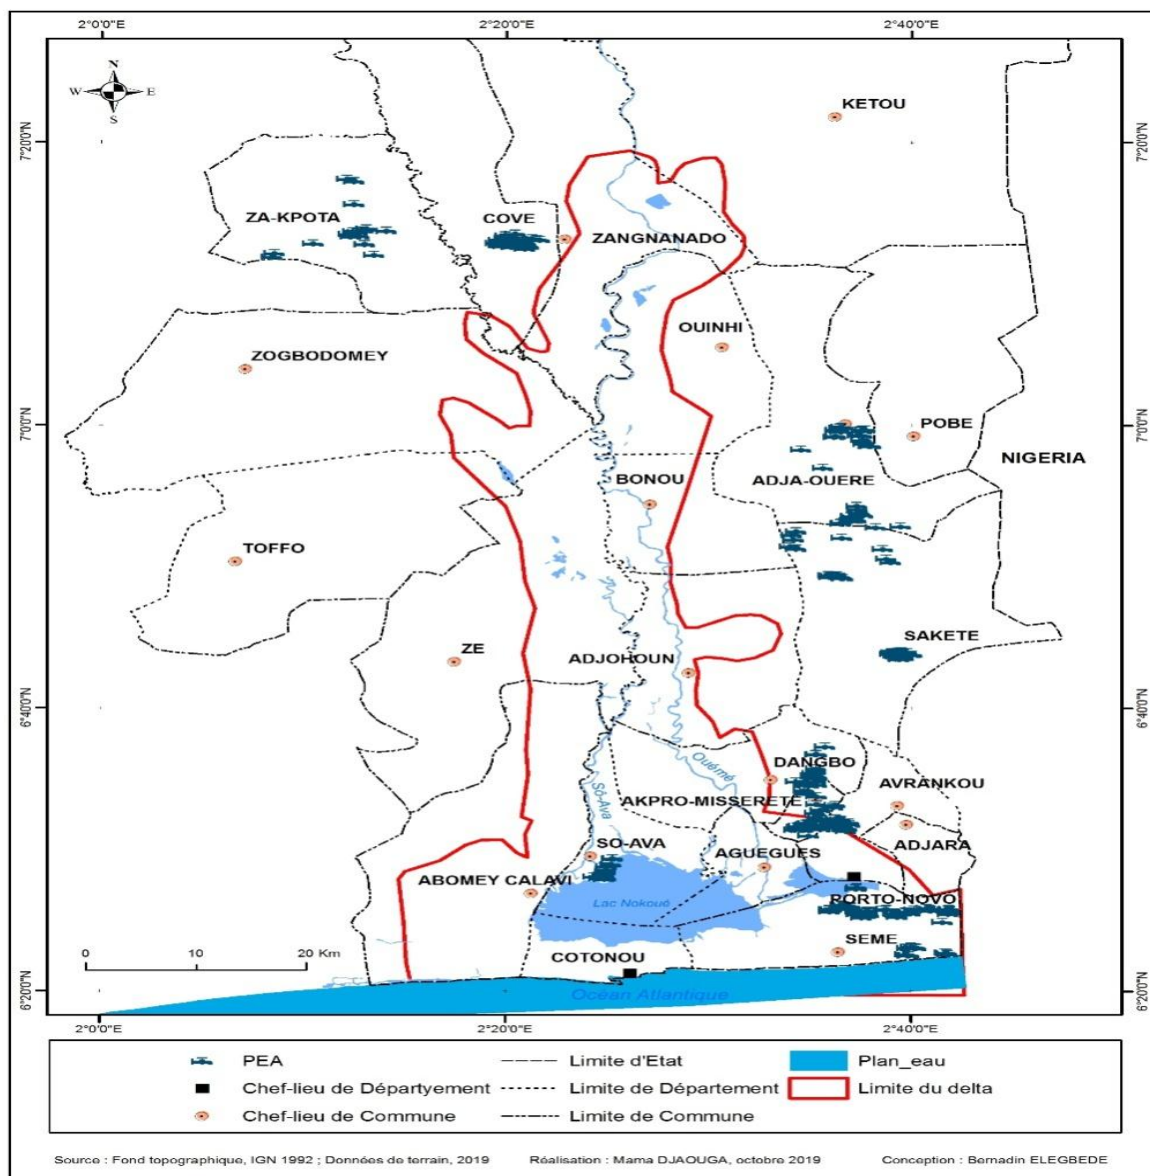 2°0'0"E 2°20'0"E 2°40'0"E
N
W E
S
KETOU
7°20'0"N 7°20'0"N
ZA-KPOTA COVE
ZANGNANADO
OUINHI
ZOGBODOMEY
7°0'0"N 7°0'0"N
POBE
NIGERIA
BONOU ADJA-OUERE
TOFFO
SAKETE
ZE ADJOHOUN
6°40'0"N 6°40'0"N
Ouémé DANGBO
AVRANKOU
Sô-Ava AKPRO-MISSERETE
SO-AVA AGUEGUES ADJARA
ABOMEY CALAVI
Lac Nokoué PORTO-NOVO
SEME
0 10 20 Km
COTONOU
6°20'0"N Océan Atlantique 6°20'0"N
2°0'0"E 2°20'0"E 2°40'0"E
PEA Limite d'Etat Plan_eau
Chef-lieu de Départyement Limite de Département Limite du delta
Chef-lieu de Commune Limite de Commune
Source : Fond topographique, IGN 1992 ; Données de terrain, 2019 Réalisation : Mama DJAOUGA, octobre 2019 Conception : Bernadin ELEGBEDE